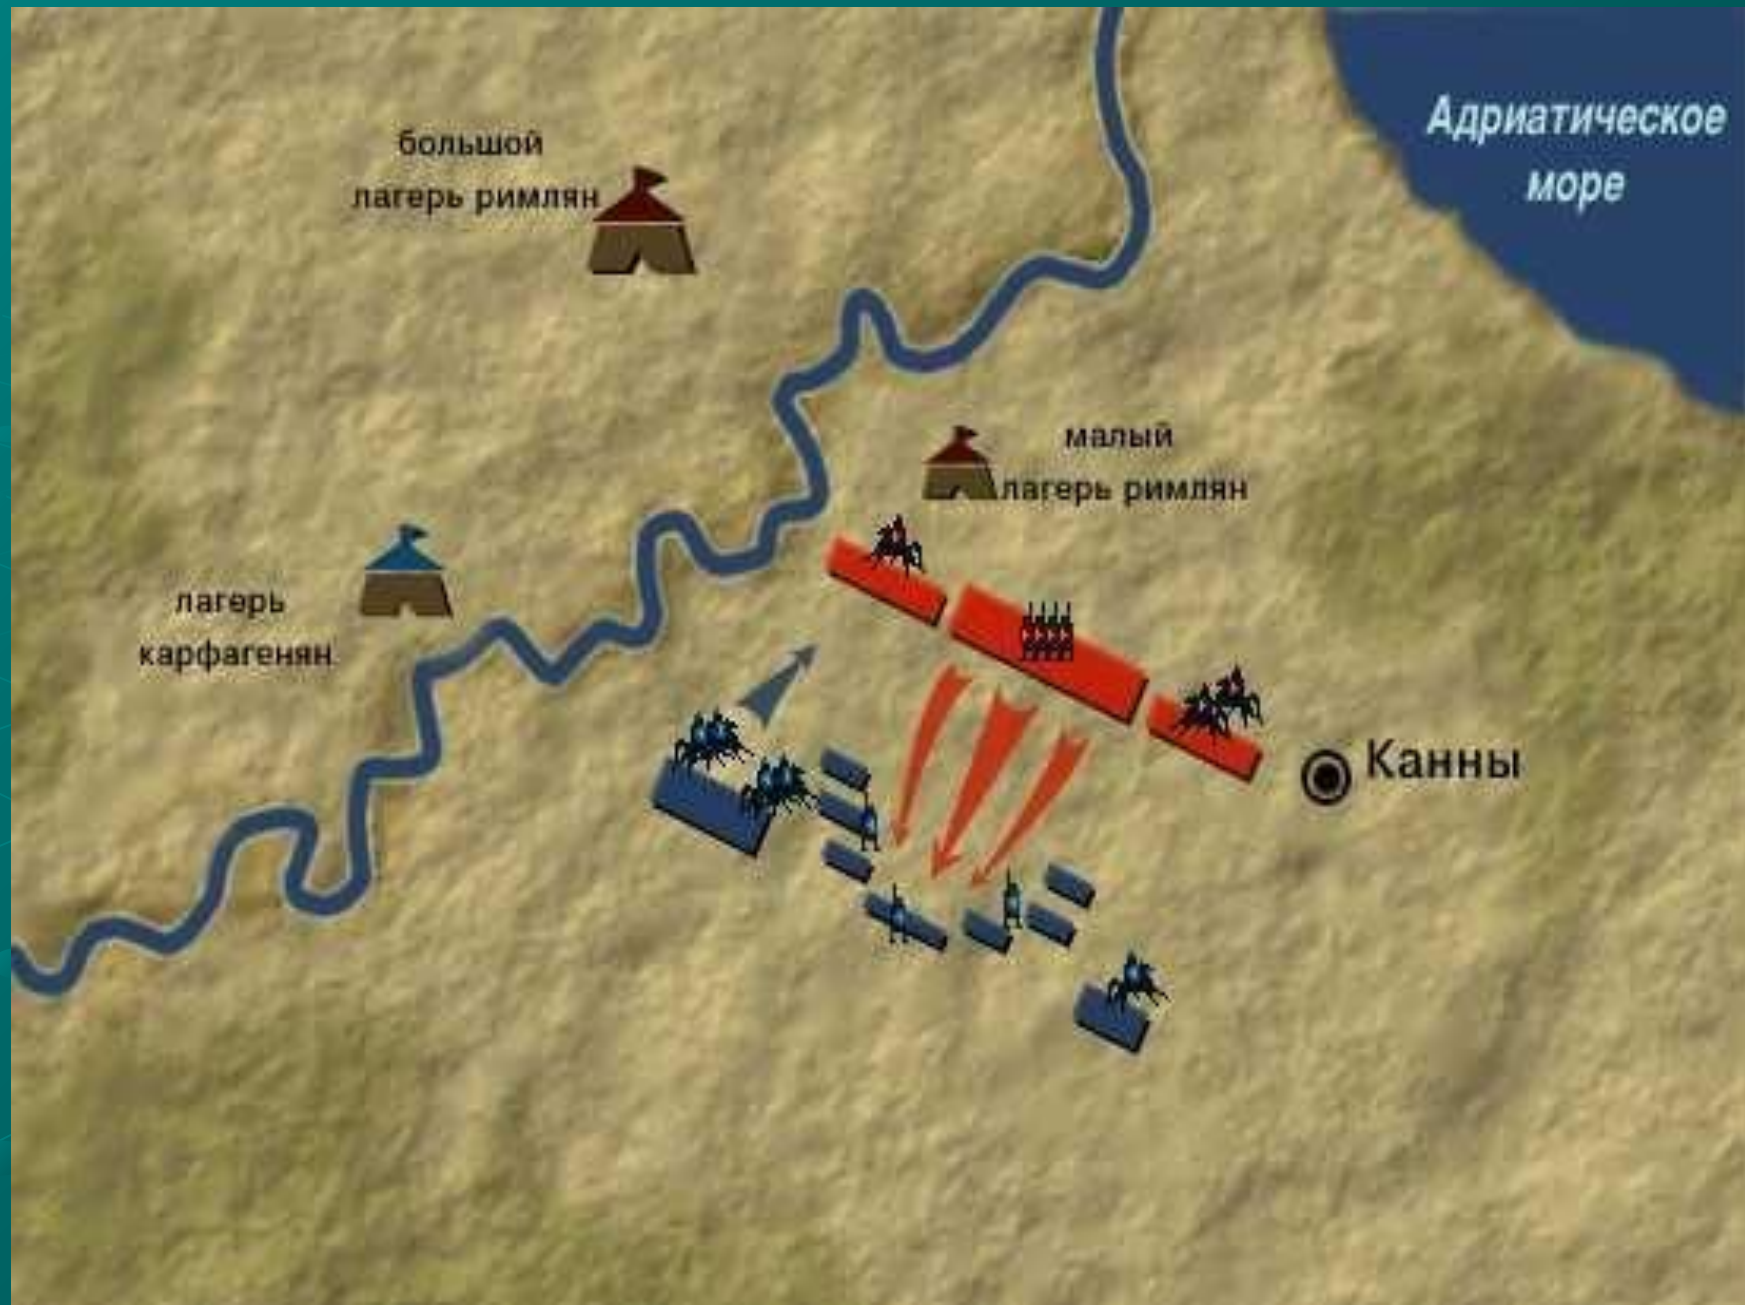 большой
лагерь римлян
Адриатическое
море
малый
лагерь римлян
лагерь
карфагенян
Канны